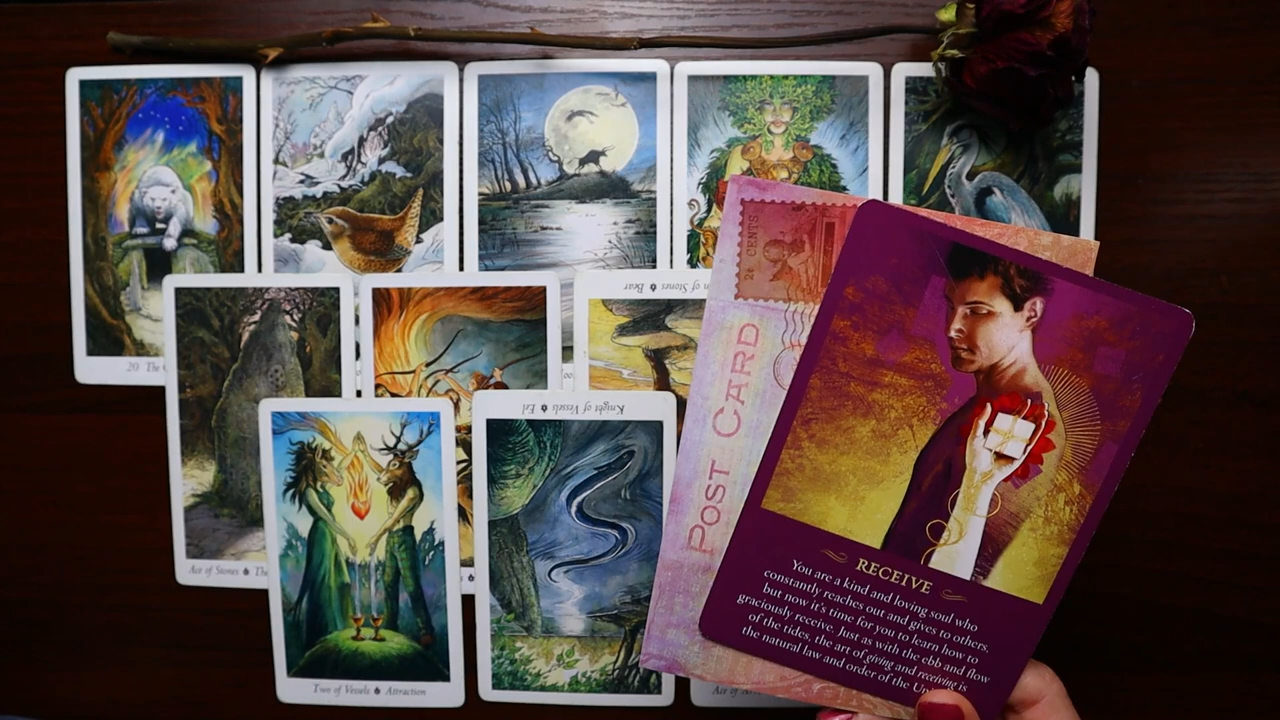 20 The
n of Stones Bear
Ace of Stones The
Knight of Vessels Eel
Two of Vessels Attraction
2¢ CENTS
POST CARD
RECEIVE
You are a kind and loving soul who
constantly reaches out and gives to others,
but now it's time for you to learn how to
graciously receive. Just as with the ebb and flow
of the tides, the art of giving and receiving is
the natural law and order of the Un